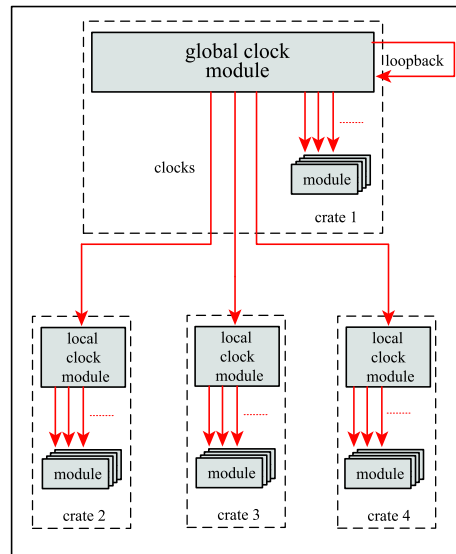 global clock
module
loopback
clocks
module
crate 1
local
clock
module
module
crate 2
local
clock
module
module
crate 3
local
clock
module
module
crate 4